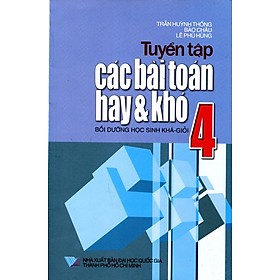 TRẦN HUỲNH THỐNG
BẢO CHÂU
LÊ PHÚ HÙNG
Tuyển tập
các bài toán
hay & khó
BỒI DƯỠNG HỌC SINH KHÁ-GIỎI
4
NHÀ XUẤT BẢN ĐẠI HỌC QUỐC GIA
THÀNH PHỐ HỒ CHÍ MINH